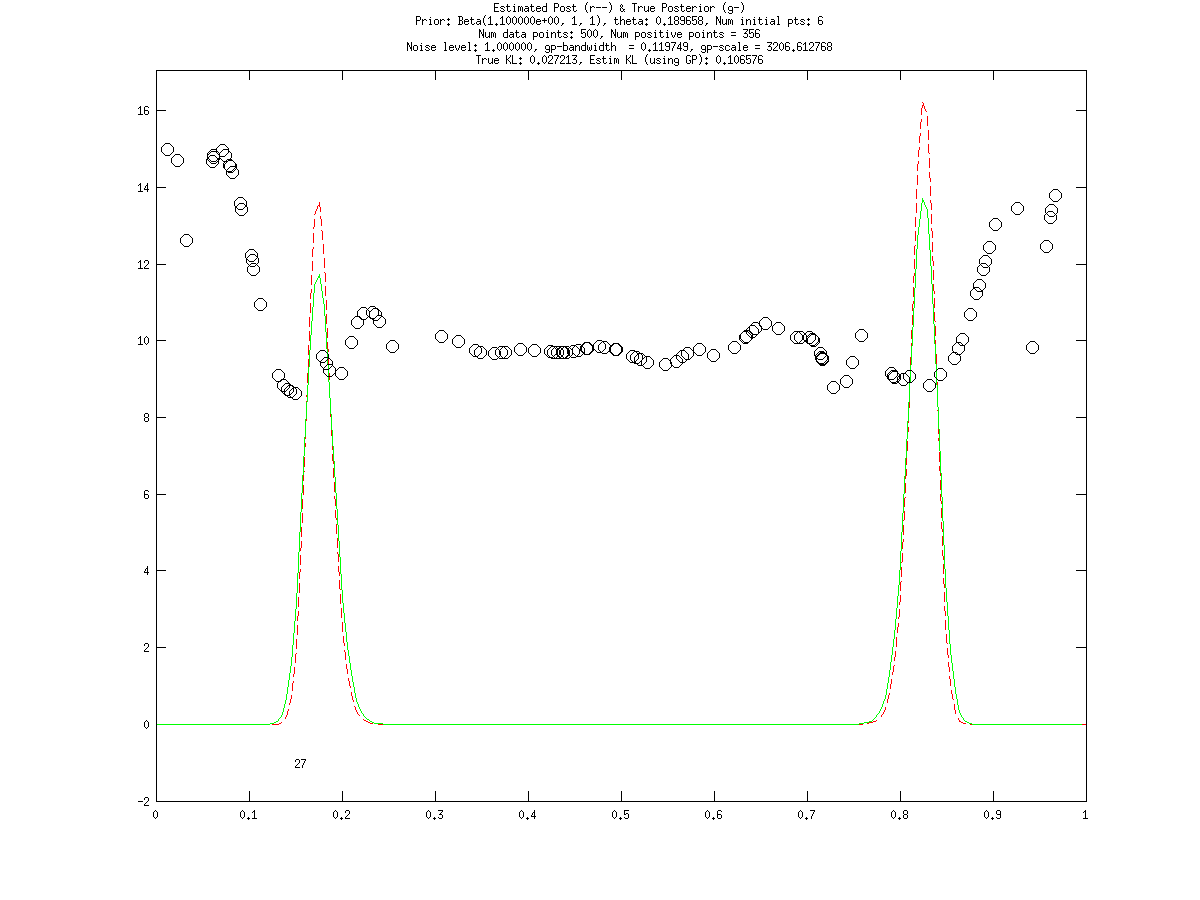 Estimated Post (r--) & True Posterior (g-)
Prior: Beta(1.100000e+00, 1, 1), theta: 0.189658, Num initial pts: 6
Num data points: 500, Num positive points = 356
Noise level: 1.000000, gp-bandwidth  = 0.119749, gp-scale = 3206.612768
True KL: 0.027213, Estim KL (using GP): 0.106576
16
14
12
10
8
6
4
2
0
27
-2
0 0.1 0.2 0.3 0.4 0.5 0.6 0.7 0.8 0.9 1